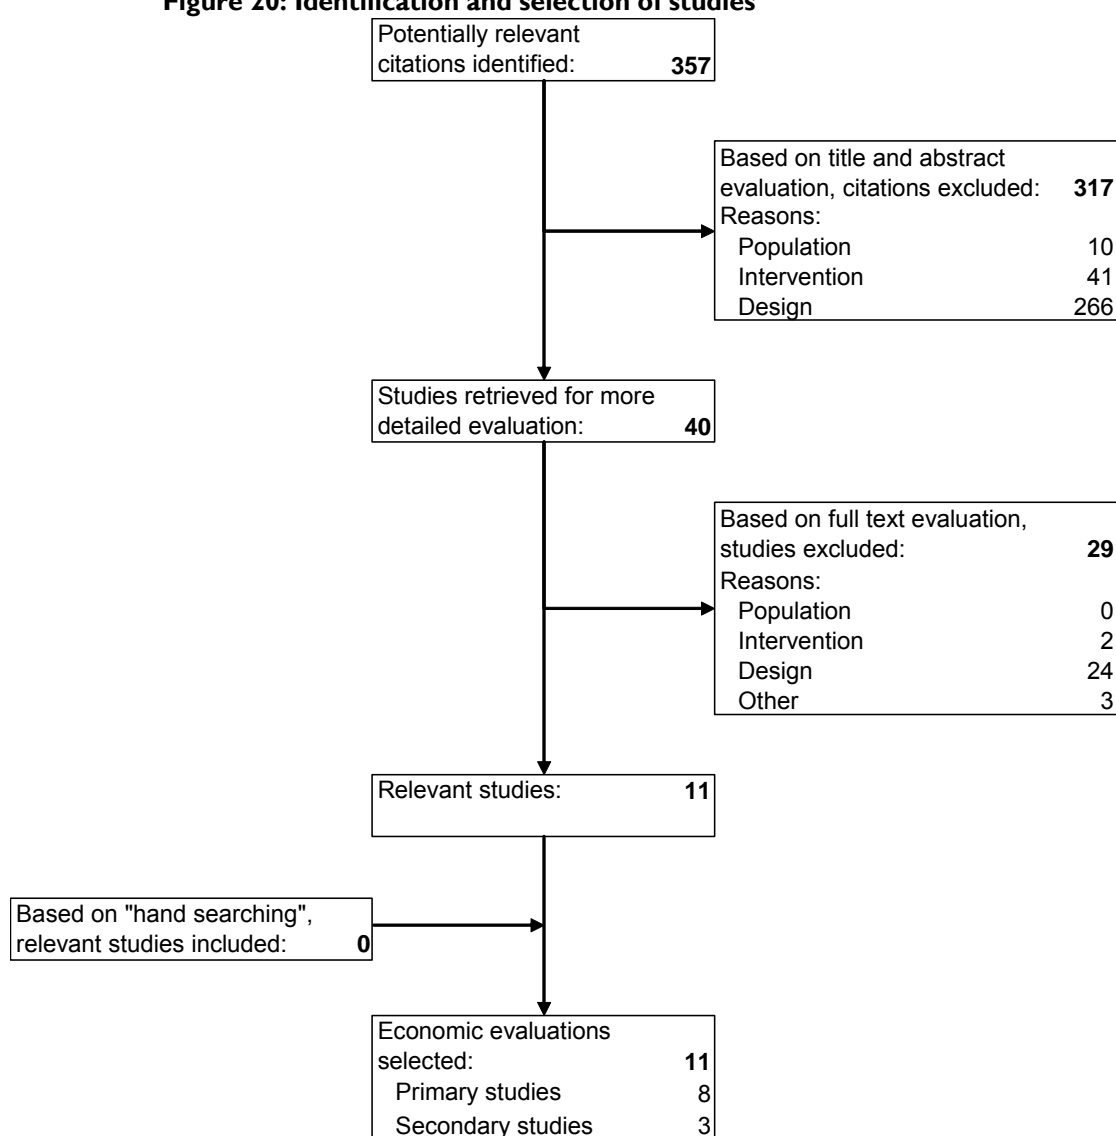 Figure 20: Identification and selection of studies
Potentially relevant
citations identified: 357
Based on title and abstract
evaluation, citations excluded: 317
Reasons:
Population 10
Intervention 41
Design 266
Studies retrieved for more
detailed evaluation: 40
Based on full text evaluation,
studies excluded: 29
Reasons:
Population 0
Intervention 2
Design 24
Other 3
Relevant studies: 11
Based on "hand searching",
relevant studies included: 0
Economic evaluations
selected: 11
Primary studies 8
Secondary studies 3